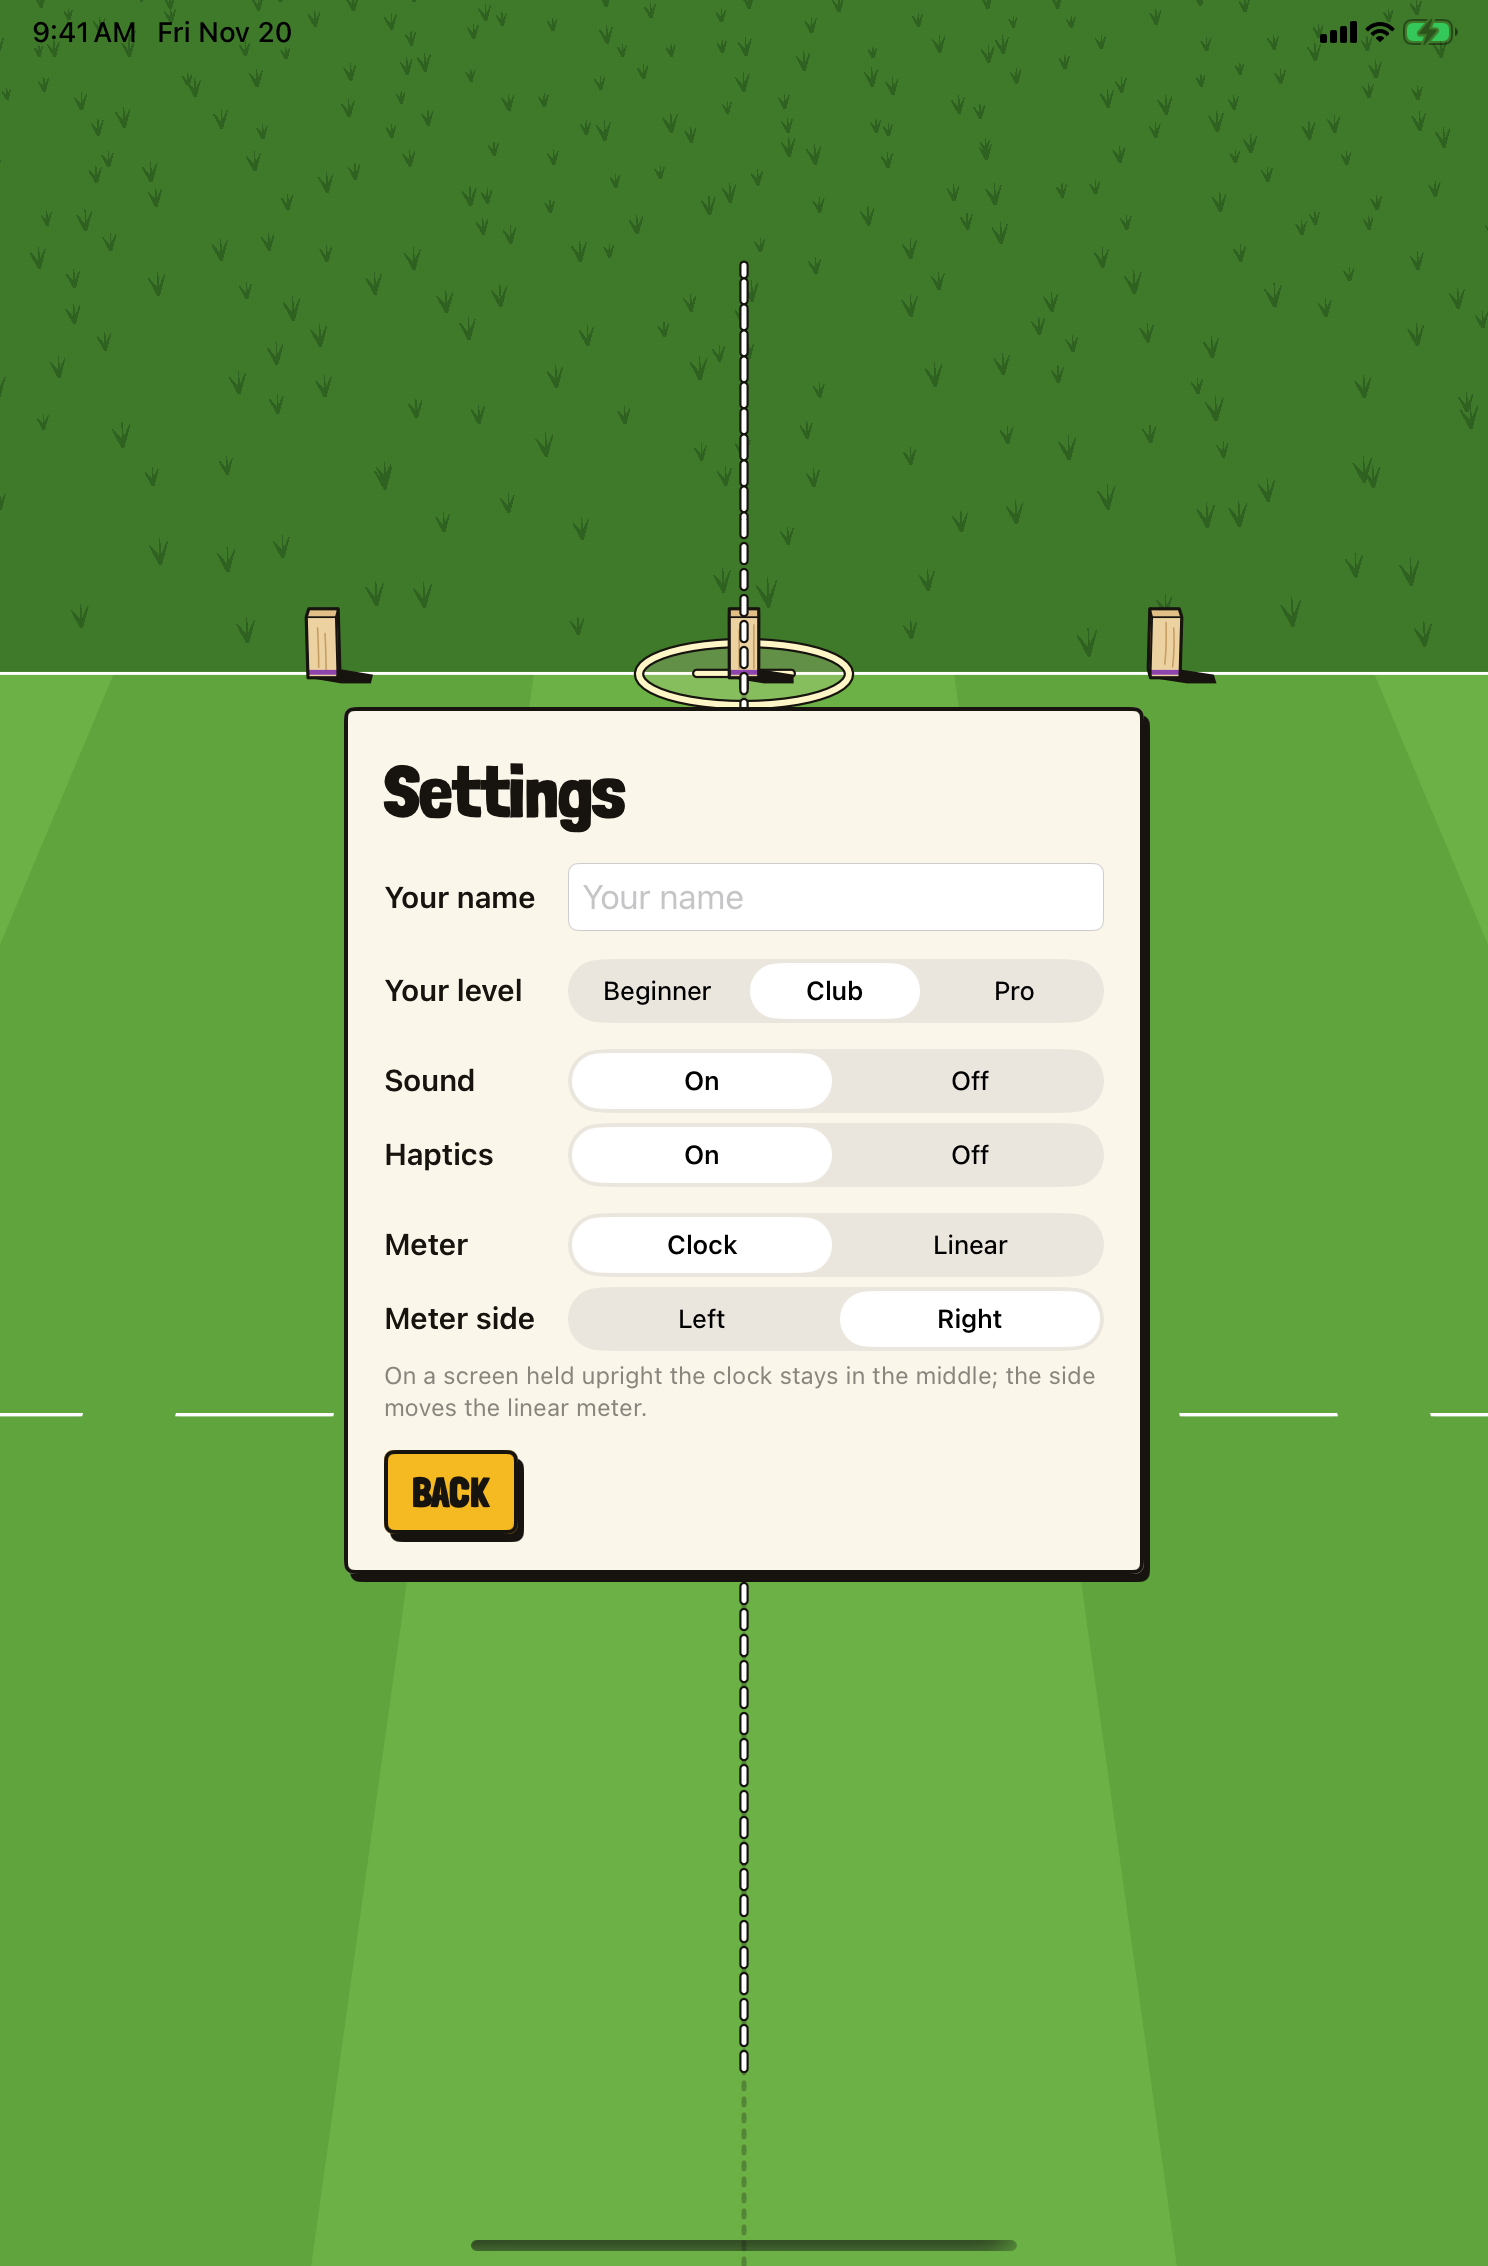 9:41 AM Fri Nov 20
Settings
Your name Your name
Your level Beginner Club Pro
Sound On Off
Haptics On Off
Meter Clock Linear
Meter side Left Right
On a screen held upright the clock stays in the middle; the side
moves the linear meter.
BACK